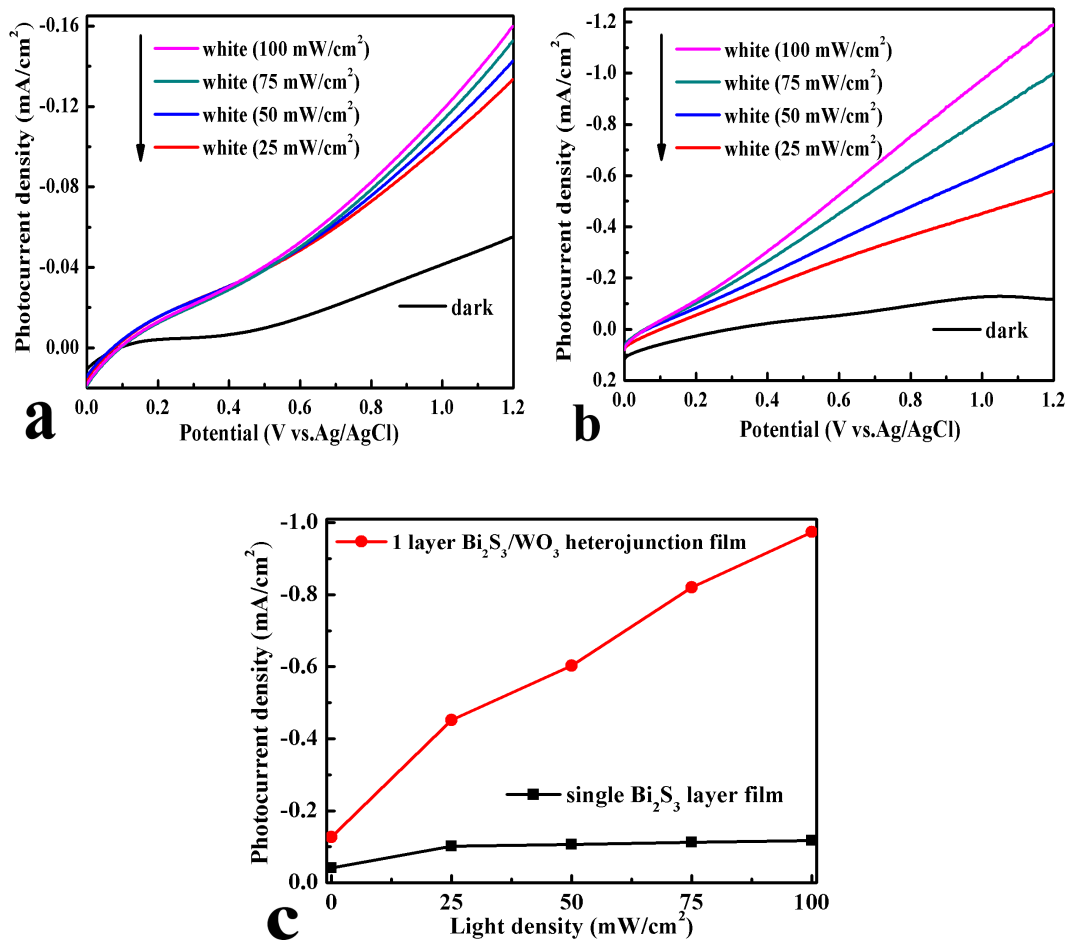 -0.16
-0.12
-0.08
-0.04
0.00
Photocurrent density (mA/cm²)
white (100 mW/cm²)
white (75 mW/cm²)
white (50 mW/cm²)
white (25 mW/cm²)
dark
0.0 0.2 0.4 0.6 0.8 1.0 1.2
Potential (V vs.Ag/AgCl)
a
-1.2
-1.0
-0.8
-0.6
-0.4
-0.2
0.0
0.2
Photocurrent density (mA/cm²)
white (100 mW/cm²)
white (75 mW/cm²)
white (50 mW/cm²)
white (25 mW/cm²)
dark
0.0 0.2 0.4 0.6 0.8 1.0 1.2
Potential (V vs.Ag/AgCl)
b
-1.0
-0.8
-0.6
-0.4
-0.2
0.0
Photocurrent density (mA/cm²)
1 layer Bi₂S₃/WO₃ heterojunction film
single Bi₂S₃ layer film
0 25 50 75 100
Light density (mW/cm²)
c